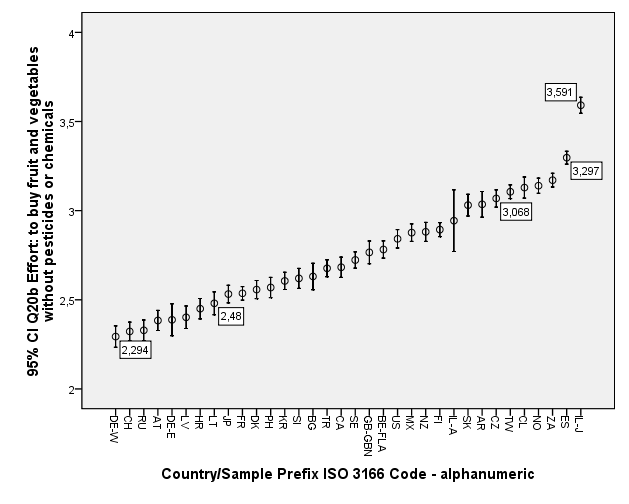 95% CI Q20b Effort: to buy fruit and vegetables
without pesticides or chemicals
4
3,5
3
2,5
2
3,591
3,297
3,068
2,48
2,294
DE-W
CH
RU
AT
DE-E
LV
HR
LT
JP
FR
DK
PH
KR
SI
BG
TR
CA
SE
GB-GBN
BE-FLA
US
MX
NZ
FI
IL-A
SK
AR
CZ
TW
CL
NO
ZA
ES
IL-J
Country/Sample Prefix ISO 3166 Code - alphanumeric